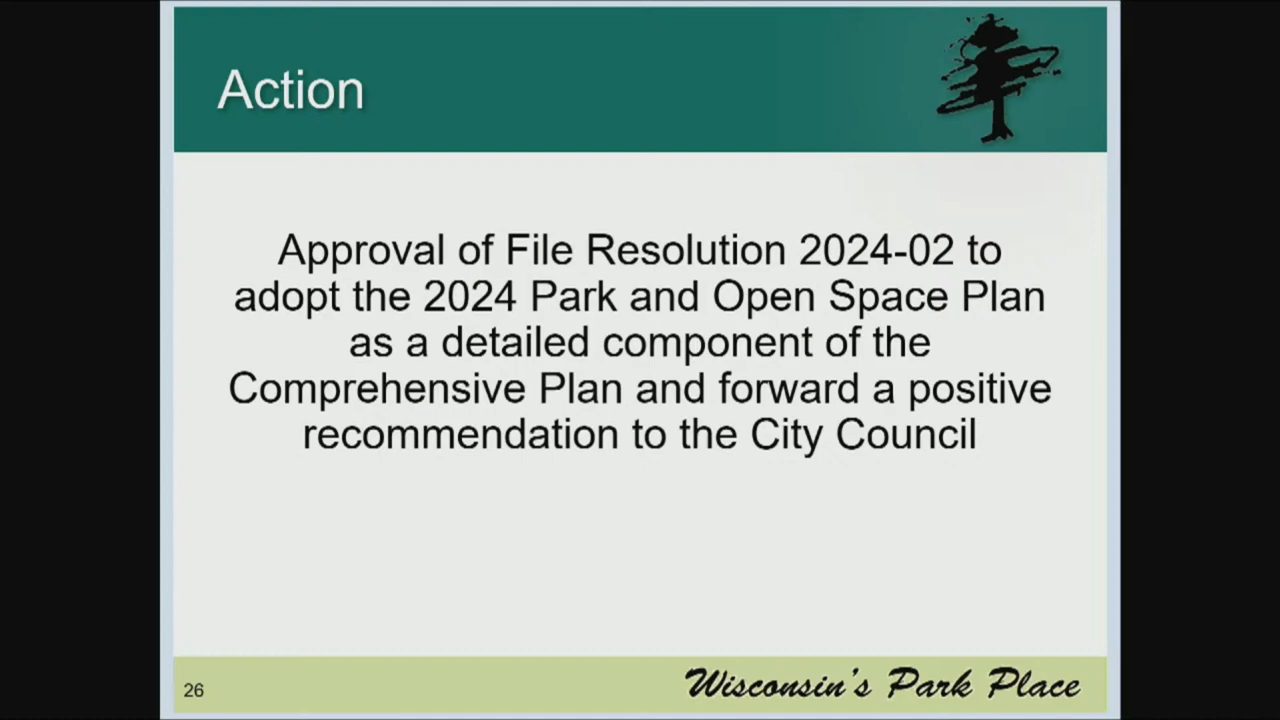 Action
Approval of File Resolution 2024-02 to
adopt the 2024 Park and Open Space Plan
as a detailed component of the
Comprehensive Plan and forward a positive
recommendation to the City Council
26
Wisconsin's Park Place